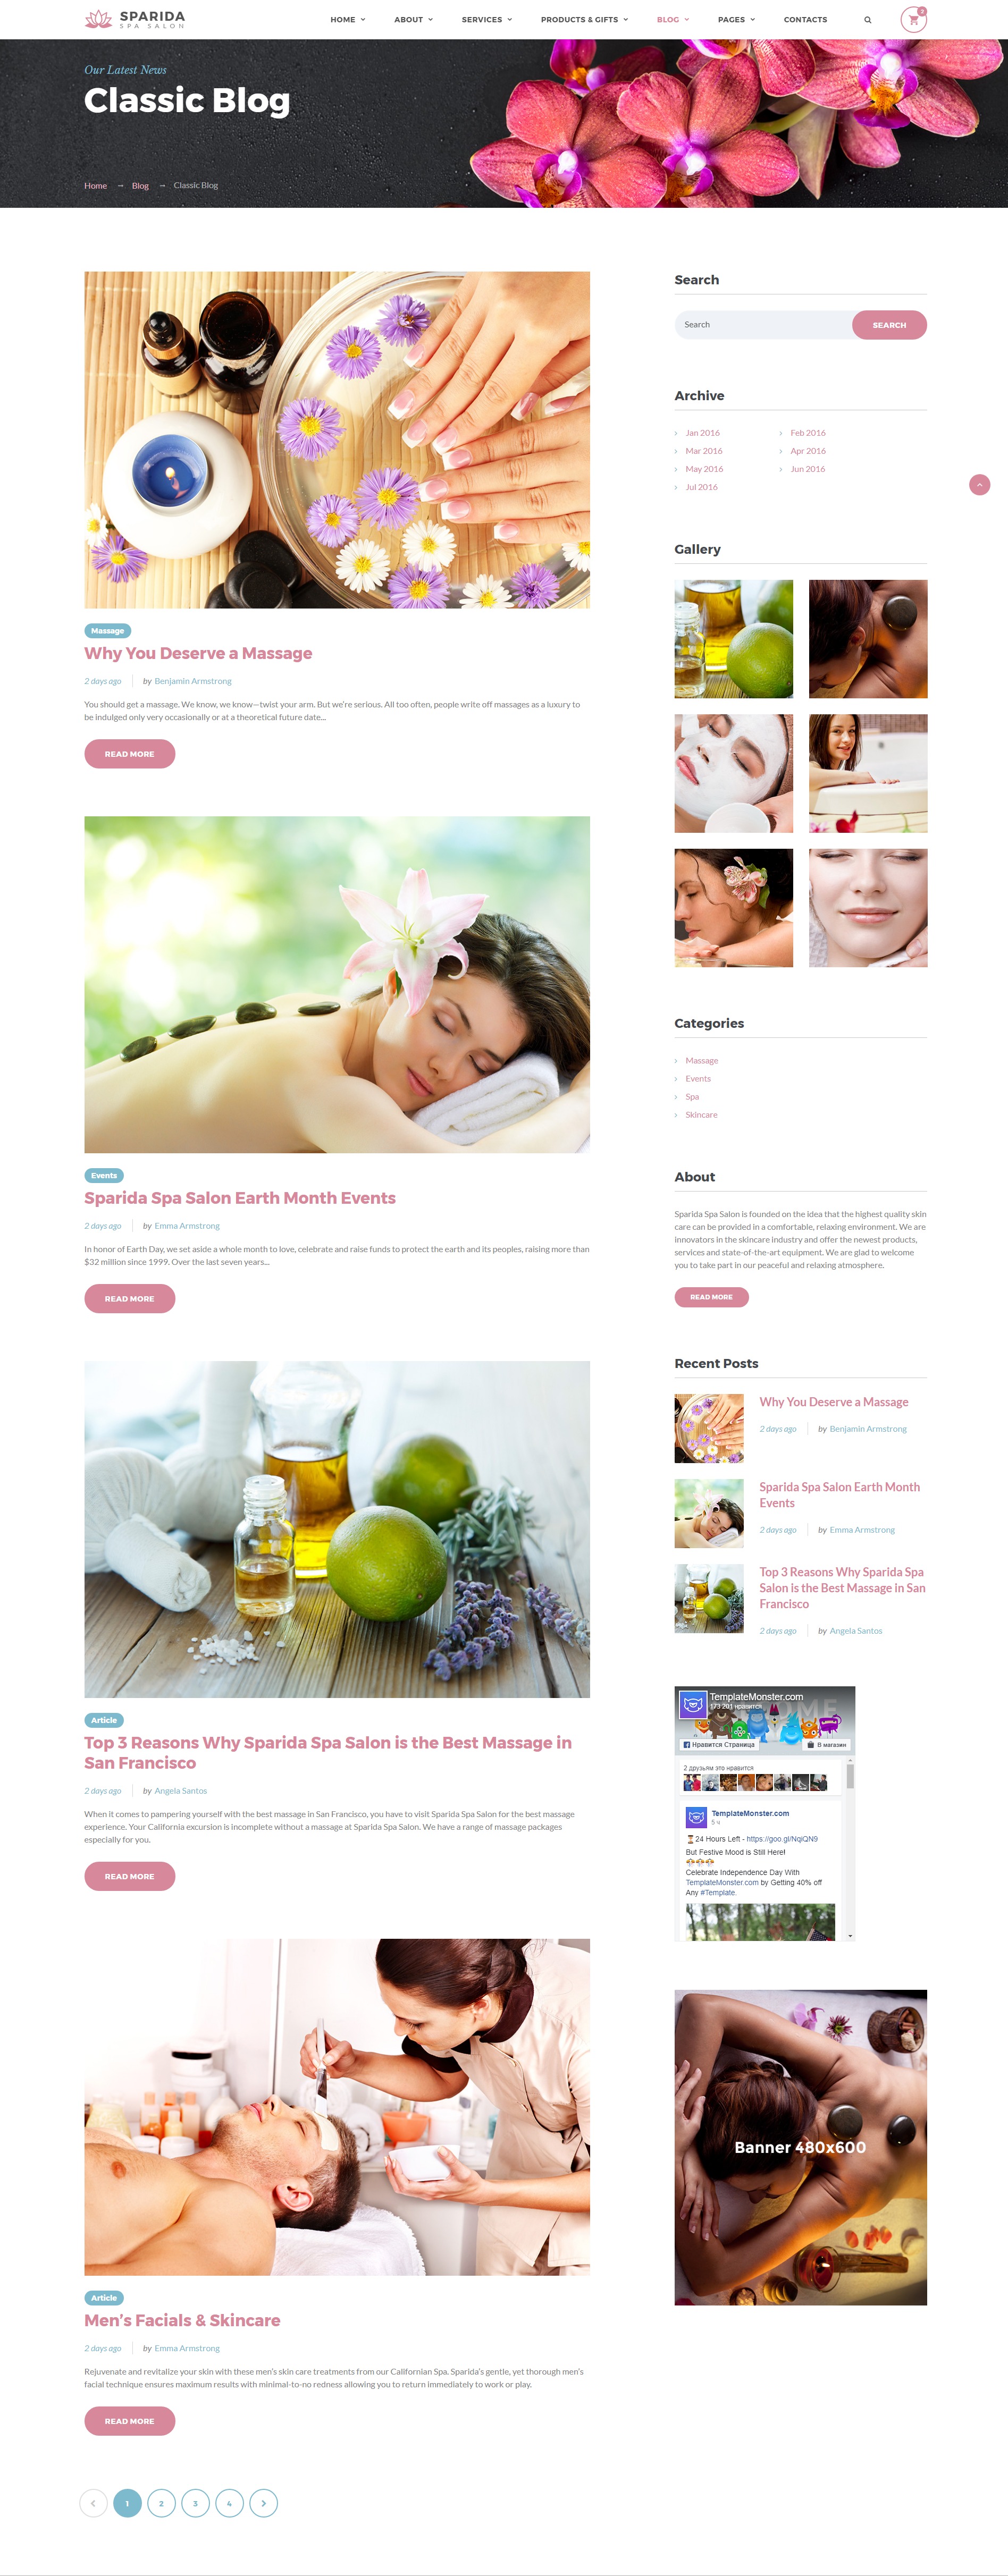 SPARIDA
SPA SALON
HOME ABOUT SERVICES PRODUCTS & GIFTS BLOG PAGES CONTACTS
Our Latest News
Classic Blog
Home → Blog → Classic Blog
Massage
Why You Deserve a Massage
2 days ago by Benjamin Armstrong
You should get a massage. We know, we know—twist your arm. But we’re serious. All too often, people write off massages as a luxury to
be indulged only very occasionally or at a theoretical future date...
READ MORE
Events
Sparida Spa Salon Earth Month Events
2 days ago by Emma Armstrong
In honor of Earth Day, we set aside a whole month to love, celebrate and raise funds to protect the earth and its peoples, raising more than
$32 million since 1999. Over the last seven years...
READ MORE
Article
Top 3 Reasons Why Sparida Spa Salon is the Best Massage in
San Francisco
2 days ago by Angela Santos
When it comes to pampering yourself with the best massage in San Francisco, you have to visit Sparida Spa Salon for the best massage
experience. Your California excursion is incomplete without a massage at Sparida Spa Salon. We have a range of massage packages
especially for you.
READ MORE
Article
Men’s Facials & Skincare
2 days ago by Emma Armstrong
Rejuvenate and revitalize your skin with these men’s skin care treatments from our Californian Spa. Sparida’s gentle, yet thorough men’s
facial technique ensures maximum results with minimal-to-no redness allowing you to return immediately to work or play.
READ MORE
1 2 3 4
Search
Search SEARCH
Archive
Jan 2016 Feb 2016
Mar 2016 Apr 2016
May 2016 Jun 2016
Jul 2016
Gallery
Categories
Massage
Events
Spa
Skincare
About
Sparida Spa Salon is founded on the idea that the highest quality skin
care can be provided in a comfortable, relaxing environment. We are
innovators in the skincare industry and offer the newest products,
services and state-of-the-art equipment. We are glad to welcome
you to take part in our peaceful and relaxing atmosphere.
READ MORE
Recent Posts
Why You Deserve a Massage
2 days ago by Benjamin Armstrong
Sparida Spa Salon Earth Month
Events
2 days ago by Emma Armstrong
Top 3 Reasons Why Sparida Spa
Salon is the Best Massage in San
Francisco
2 days ago by Angela Santos
TemplateMonster.com
173 201 нравится
Нравится Страница В магазин
2 друзьям это нравится
TemplateMonster.com
5 ч
24 Hours Left - https://goo.gl/NqiQN9
But Festive Mood is Still Here!
Celebrate Independence Day With
TemplateMonster.com by Getting 40% off
Any #Template.
Banner 480x600